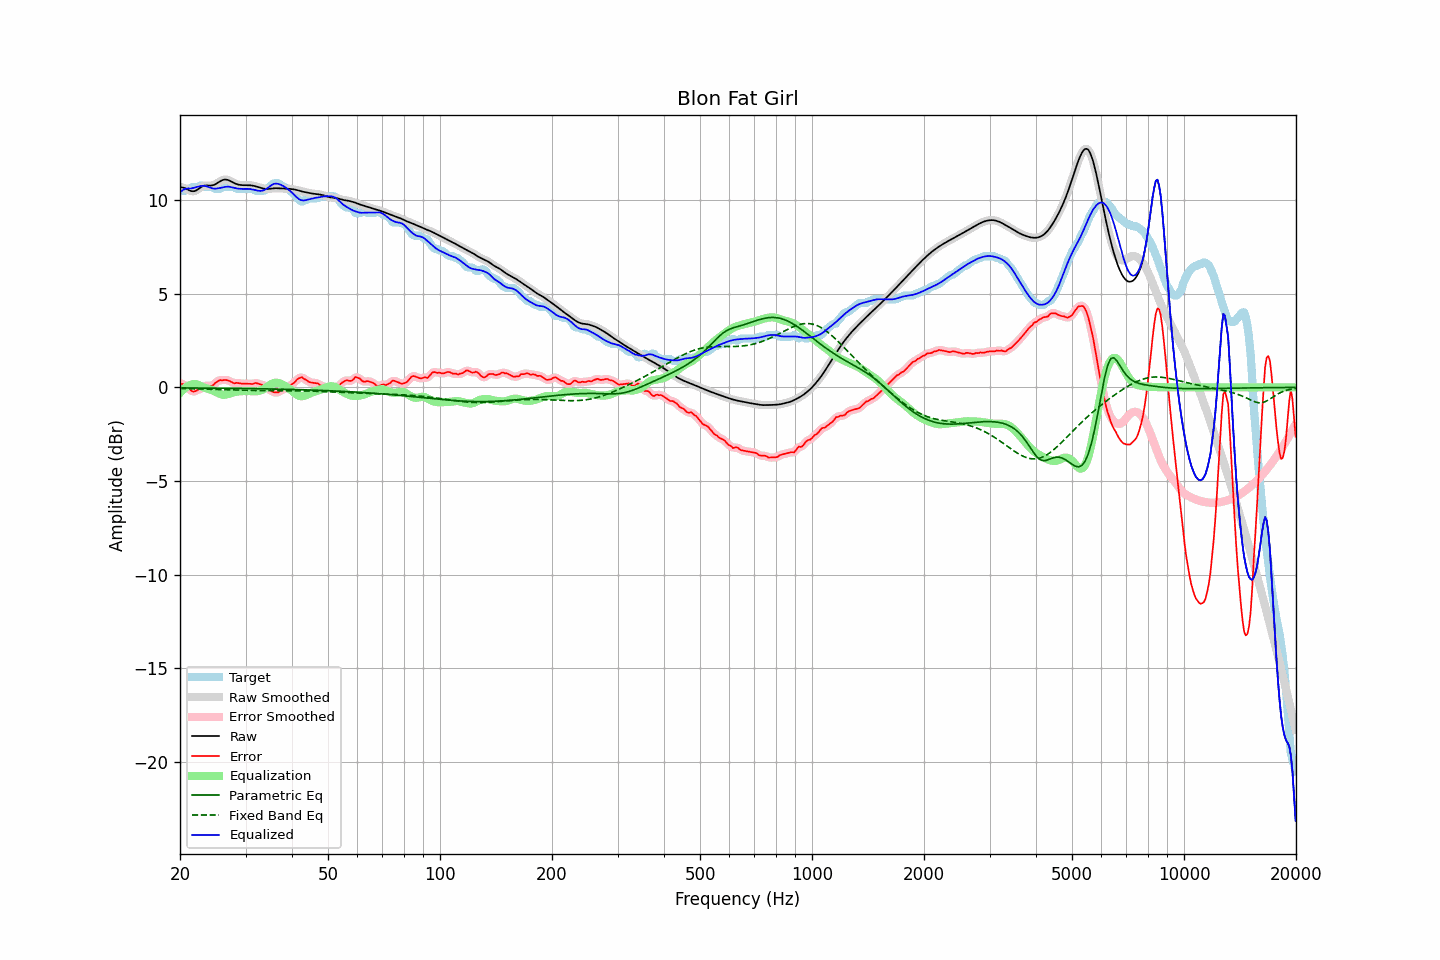 Blon Fat Girl
Amplitude (dBr)
10
5
0
−5
−10
−15
−20
Target
Raw Smoothed
Error Smoothed
Raw
Error
Equalization
Parametric Eq
Fixed Band Eq
Equalized
20 50 100 200 500 1000 2000 5000 10000 20000
Frequency (Hz)